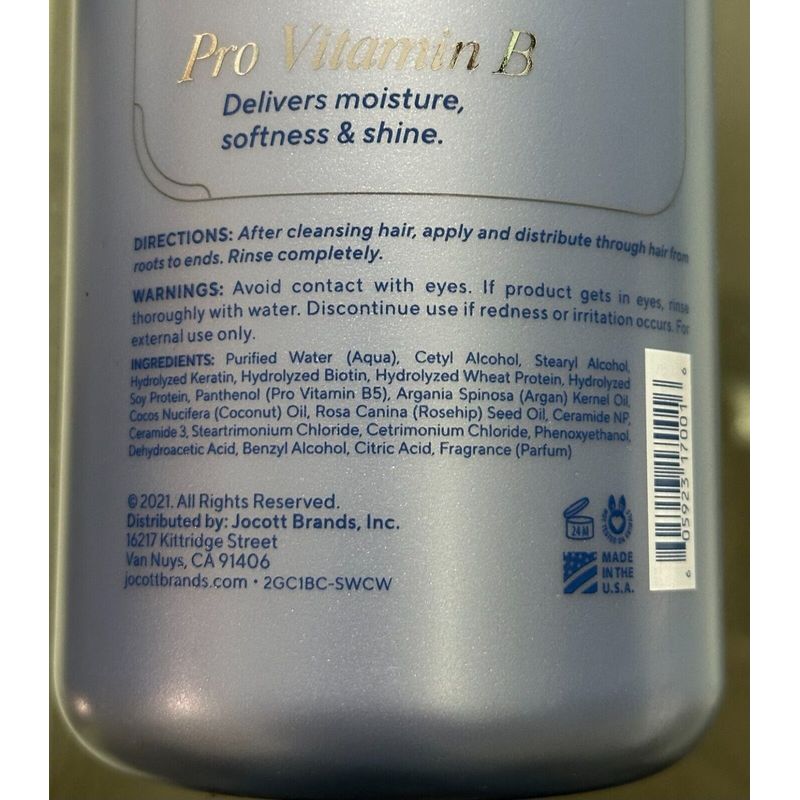 Pro Vitamin B
Delivers moisture,
softness & shine.
DIRECTIONS: After cleansing hair, apply and distribute through hair from
roots to ends. Rinse completely.
WARNINGS: Avoid contact with eyes. If product gets in eyes, rinse
thoroughly with water. Discontinue use if redness or irritation occurs. For
external use only.
INGREDIENTS: Purified Water (Aqua), Cetyl Alcohol, Stearyl Alcohol,
Hydrolyzed Keratin, Hydrolyzed Biotin, Hydrolyzed Wheat Protein, Hydrolyzed
Soy Protein, Panthenol (Pro Vitamin B5), Argania Spinosa (Argan) Kernel Oil,
Cocos Nucifera (Coconut) Oil, Rosa Canina (Rosehip) Seed Oil, Ceramide NP,
Ceramide 3, Steartrimonium Chloride, Cetrimonium Chloride, Phenoxyethanol,
Dehydroacetic Acid, Benzyl Alcohol, Citric Acid, Fragrance (Parfum)
©2021. All Rights Reserved.
Distributed by: Jocott Brands, Inc.
16217 Kittridge Street
Van Nuys, CA 91406
jocottbrands.com • 2GC1BC-SWCW
24M
MADE
IN THE
U.S.A.
6 05923 17001 6